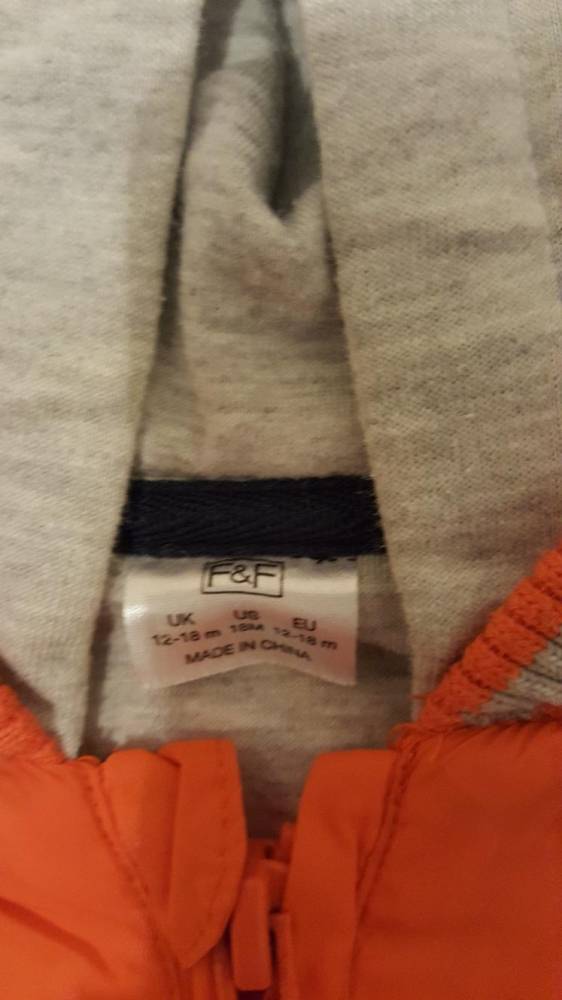 F&F
UK US EU
12-18 m 18M 12-18 m
MADE IN CHINA